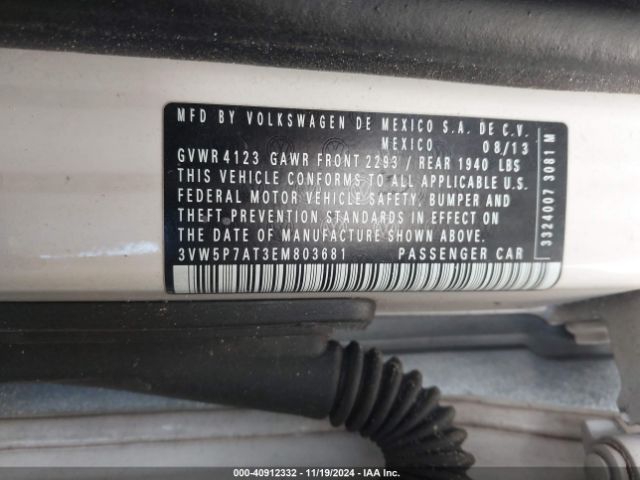 MFD BY VOLKSWAGEN DE MEXICO S.A. DE C.V.
MEXICO 08/13
GVWR 4123 GAWR FRONT 2293 / REAR 1940 LBS
THIS VEHICLE CONFORMS TO ALL APPLICABLE U.S.
FEDERAL MOTOR VEHICLE SAFETY, BUMPER AND
THEFT PREVENTION STANDARDS IN EFFECT ON
THE DATE OF MANUFACTURE SHOWN ABOVE.
3VW5P7AT3EM803681 PASSENGER CAR
3324007 3081 M
000-40912332 - 11/19/2024 - IAA Inc.